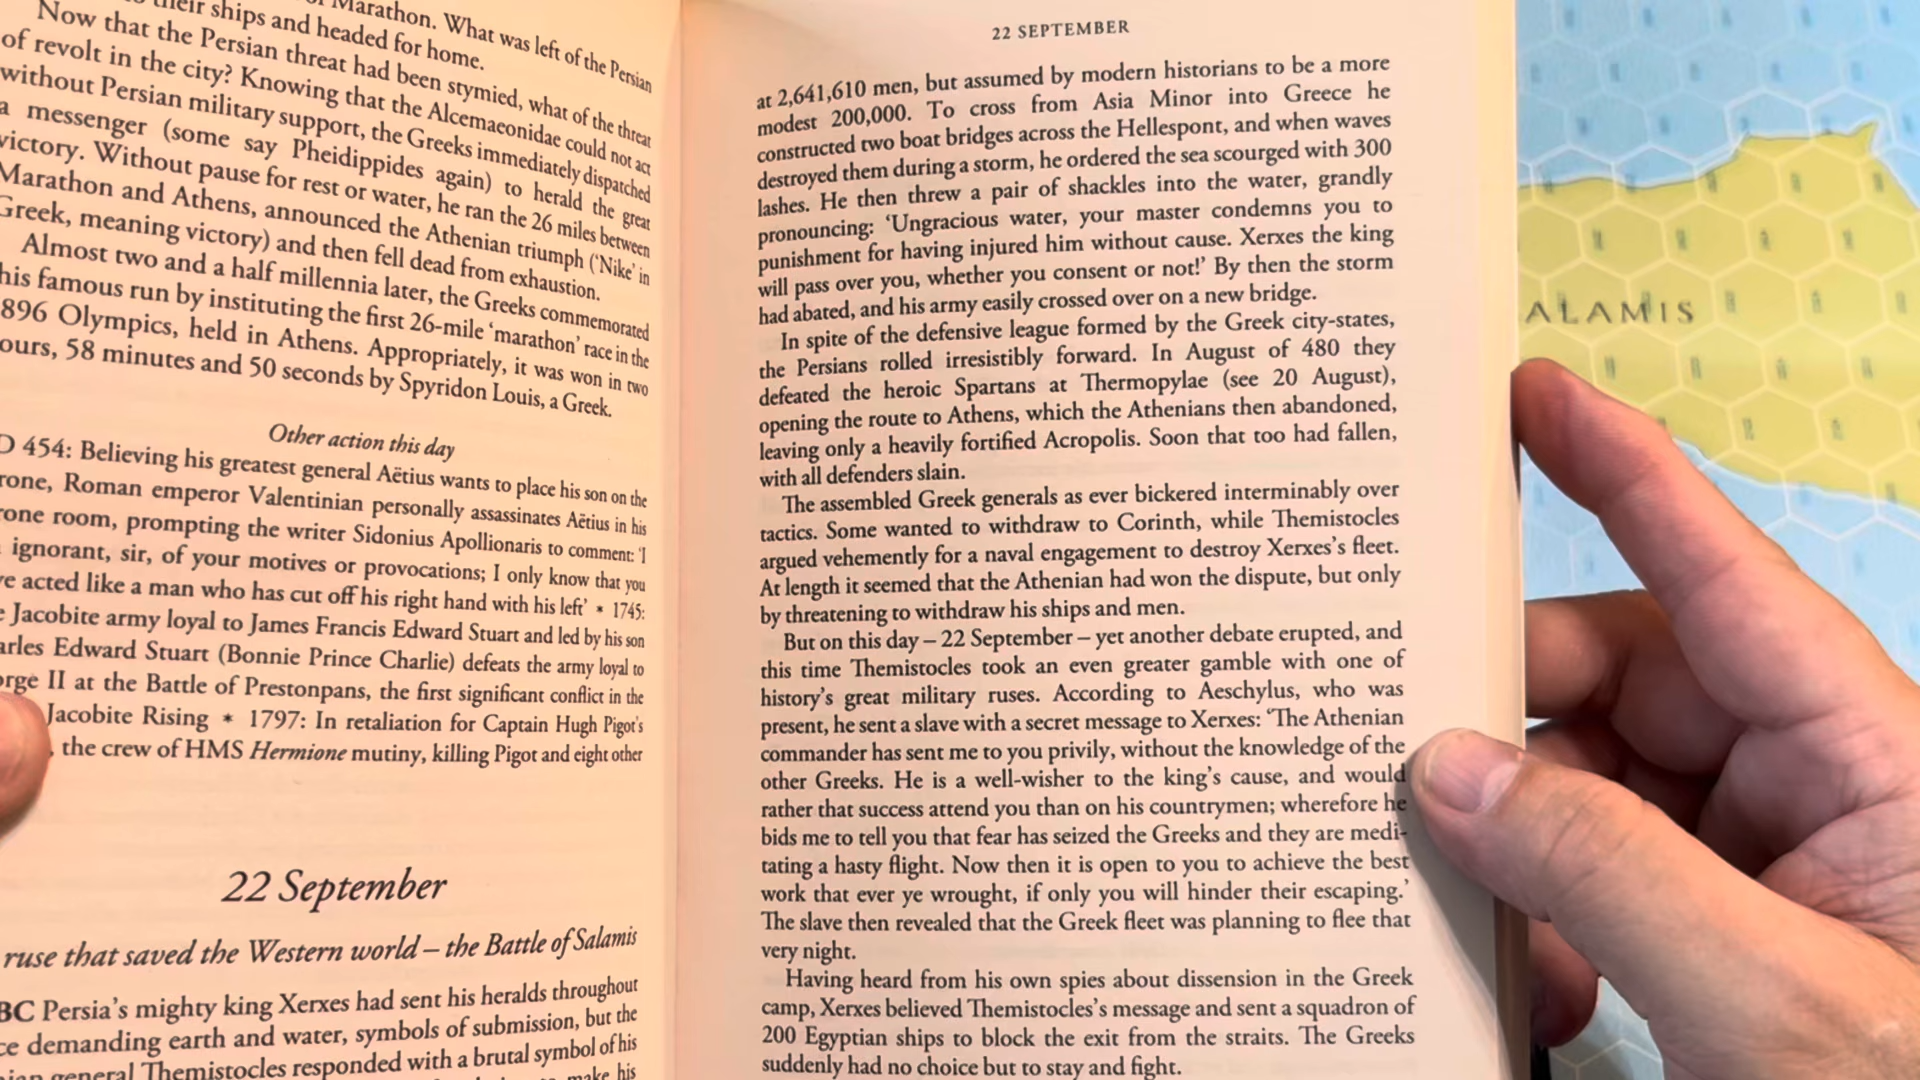 Marathon. What was left of the Persian
their ships and headed for home.
Now that the Persian threat had been stymied, what of the threat
of revolt in the city? Knowing that the Alcemaeonidae could not act
without Persian military support, the Greeks immediately dispatched
a messenger (some say Pheidippides again) to herald the great
victory. Without pause for rest or water, he ran the 26 miles between
Marathon and Athens, announced the Athenian triumph ('Nike' in
Greek, meaning victory) and then fell dead from exhaustion.
Almost two and a half millennia later, the Greeks commemorated
his famous run by instituting the first 26-mile 'marathon' race in the
896 Olympics, held in Athens. Appropriately, it was won in two
ours, 58 minutes and 50 seconds by Spyridon Louis, a Greek.
Other action this day
D 454: Believing his greatest general Aëtius wants to place his son on the
rone, Roman emperor Valentinian personally assassinates Aëtius in his
rone room, prompting the writer Sidonius Apollionaris to comment: 'I
ignorant, sir, of your motives or provocations; I only know that you
ve acted like a man who has cut off his right hand with his left' * 1745:
e Jacobite army loyal to James Francis Edward Stuart and led by his son
arles Edward Stuart (Bonnie Prince Charlie) defeats the army loyal to
orge II at the Battle of Prestonpans, the first significant conflict in the
Jacobite Rising * 1797: In retaliation for Captain Hugh Pigot's
, the crew of HMS Hermione mutiny, killing Pigot and eight other
22 September
ruse that saved the Western world – the Battle of Salamis
BC Persia's mighty king Xerxes had sent his heralds throughout
ce demanding earth and water, symbols of submission, but the
general Themistocles responded with a brutal symbol of his
make his
22 SEPTEMBER
at 2,641,610 men, but assumed by modern historians to be a more
modest 200,000. To cross from Asia Minor into Greece he
constructed two boat bridges across the Hellespont, and when waves
destroyed them during a storm, he ordered the sea scourged with 300
lashes. He then threw a pair of shackles into the water, grandly
pronouncing: 'Ungracious water, your master condemns you to
punishment for having injured him without cause. Xerxes the king
will pass over you, whether you consent or not!' By then the storm
had abated, and his army easily crossed over on a new bridge.
In spite of the defensive league formed by the Greek city-states,
the Persians rolled irresistibly forward. In August of 480 they
defeated the heroic Spartans at Thermopylae (see 20 August),
opening the route to Athens, which the Athenians then abandoned,
leaving only a heavily fortified Acropolis. Soon that too had fallen,
with all defenders slain.
The assembled Greek generals as ever bickered interminably over
tactics. Some wanted to withdraw to Corinth, while Themistocles
argued vehemently for a naval engagement to destroy Xerxes's fleet.
At length it seemed that the Athenian had won the dispute, but only
by threatening to withdraw his ships and men.
But on this day – 22 September – yet another debate erupted, and
this time Themistocles took an even greater gamble with one of
history's great military ruses. According to Aeschylus, who was
present, he sent a slave with a secret message to Xerxes: 'The Athenian
commander has sent me to you privily, without the knowledge of the
other Greeks. He is a well-wisher to the king's cause, and would
rather that success attend you than on his countrymen; wherefore he
bids me to tell you that fear has seized the Greeks and they are medi-
tating a hasty flight. Now then it is open to you to achieve the best
work that ever ye wrought, if only you will hinder their escaping.'
The slave then revealed that the Greek fleet was planning to flee that
very night.
Having heard from his own spies about dissension in the Greek
camp, Xerxes believed Themistocles's message and sent a squadron of
200 Egyptian ships to block the exit from the straits. The Greeks
suddenly had no choice but to stay and fight.
ALAMIS